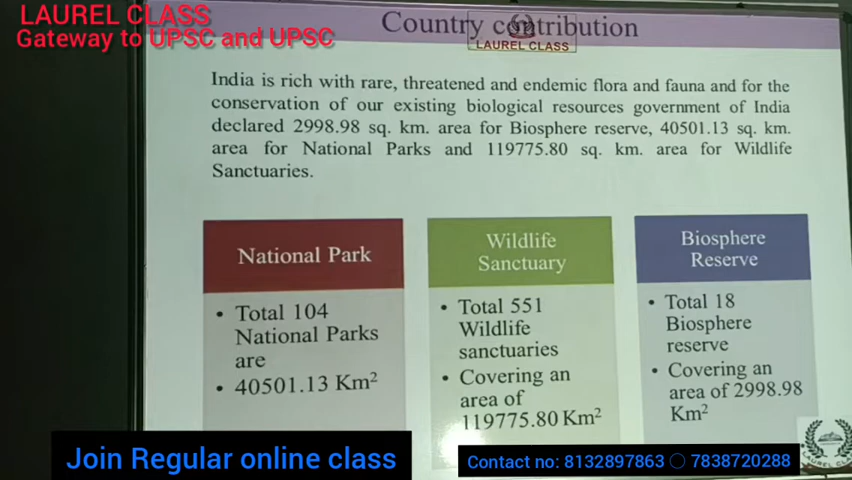 LAUREL CLASS
Gateway to UPSC and UPSC
Country contribution
LAUREL CLASS
India is rich with rare, threatened and endemic flora and fauna and for the
conservation of our existing biological resources government of India
declared 2998.98 sq. km. area for Biosphere reserve, 40501.13 sq. km.
area for National Parks and 119775.80 sq. km. area for Wildlife
Sanctuaries.
National Park
• Total 104
National Parks
are
• 40501.13 Km²
Wildlife
Sanctuary
• Total 551
Wildlife
sanctuaries
• Covering an
area of
119775.80 Km²
Biosphere
Reserve
• Total 18
Biosphere
reserve
• Covering an
area of 2998.98
Km²
Join Regular online class
Contact no: 8132897863 ○ 7838720288
LAUREL CLASS